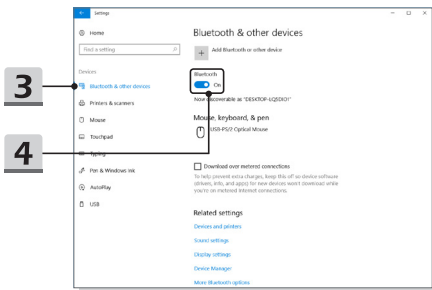 Settings
Home
Find a setting
Devices
Bluetooth & other devices
Printers & scanners
Mouse
Touchpad
Typing
Pen & Windows Ink
AutoPlay
USB
3
4
Bluetooth & other devices
Add Bluetooth or other device
Bluetooth
On
Now discoverable as "DESKTOP-LQ5DIO!"
Mouse, keyboard, & pen
USB-PS/2 Optical Mouse
Download over metered connections
To help prevent extra charges, keep this off so device software
(drivers, info, and apps) for new devices won't download while
you're on metered Internet connections.
Related settings
Devices and printers
Sound settings
Display settings
Device Manager
More Bluetooth options